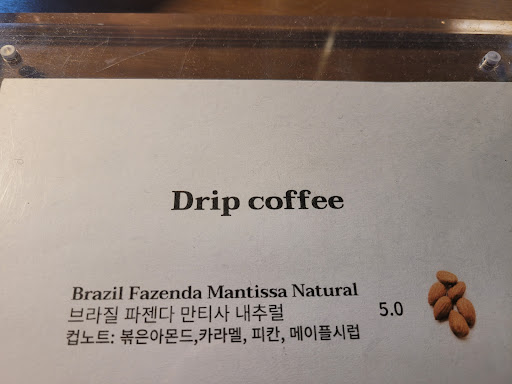 Drip coffee
Brazil Fazenda Mantissa Natural
브라질 파젠다 만티사 내추럴 5.0
컵노트: 볶은아몬드,카라멜, 피칸, 메이플시럽